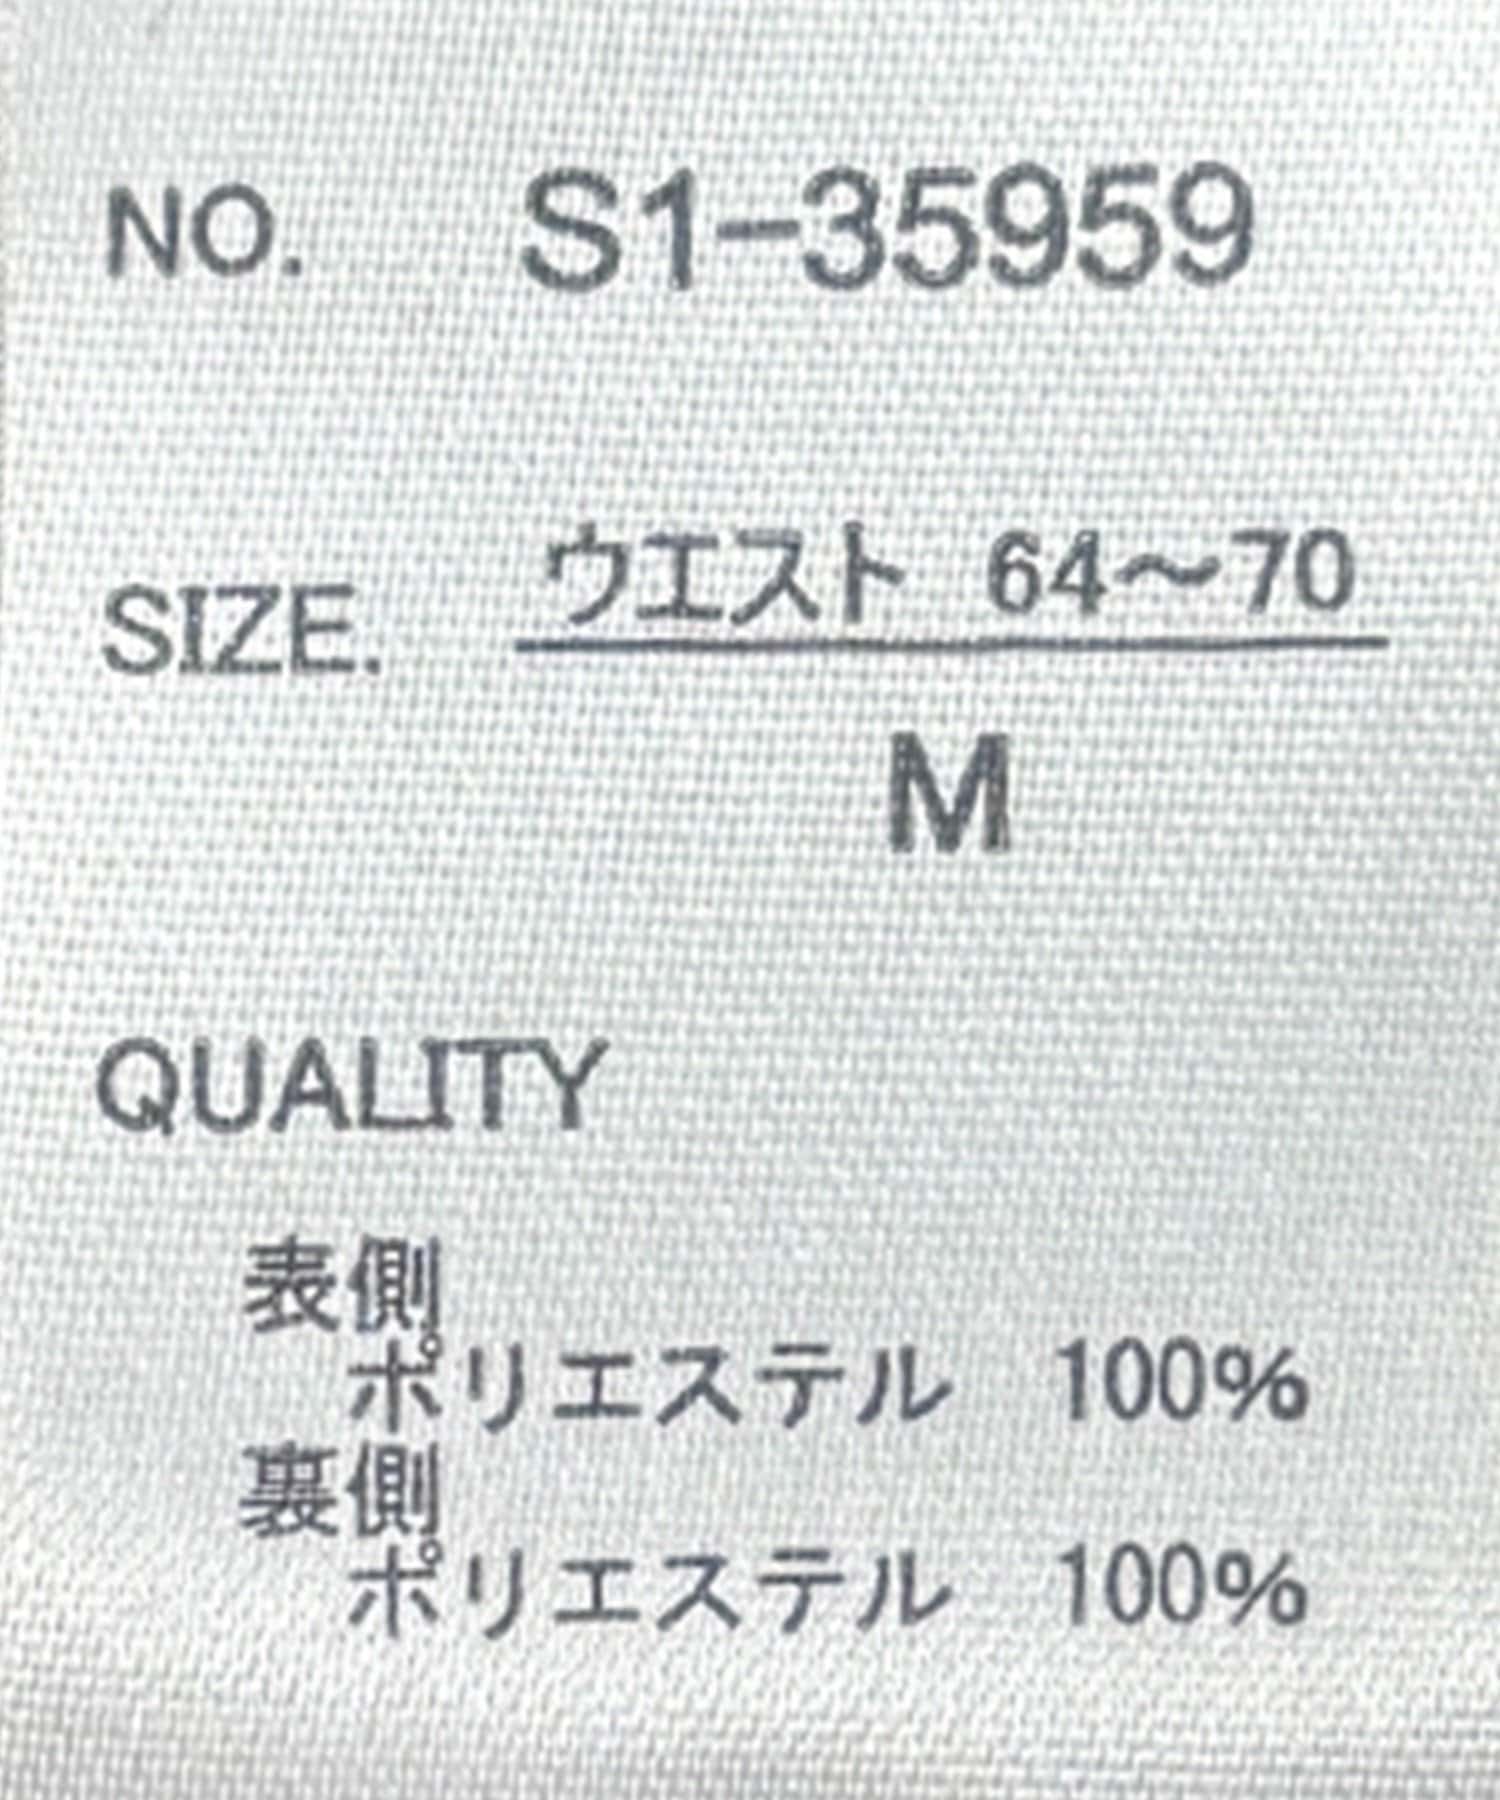 NO. S1-35959
SIZE. ウエスト 64〜70
M
QUALITY
表側
ポリエステル 100%
裏側
ポリエステル 100%